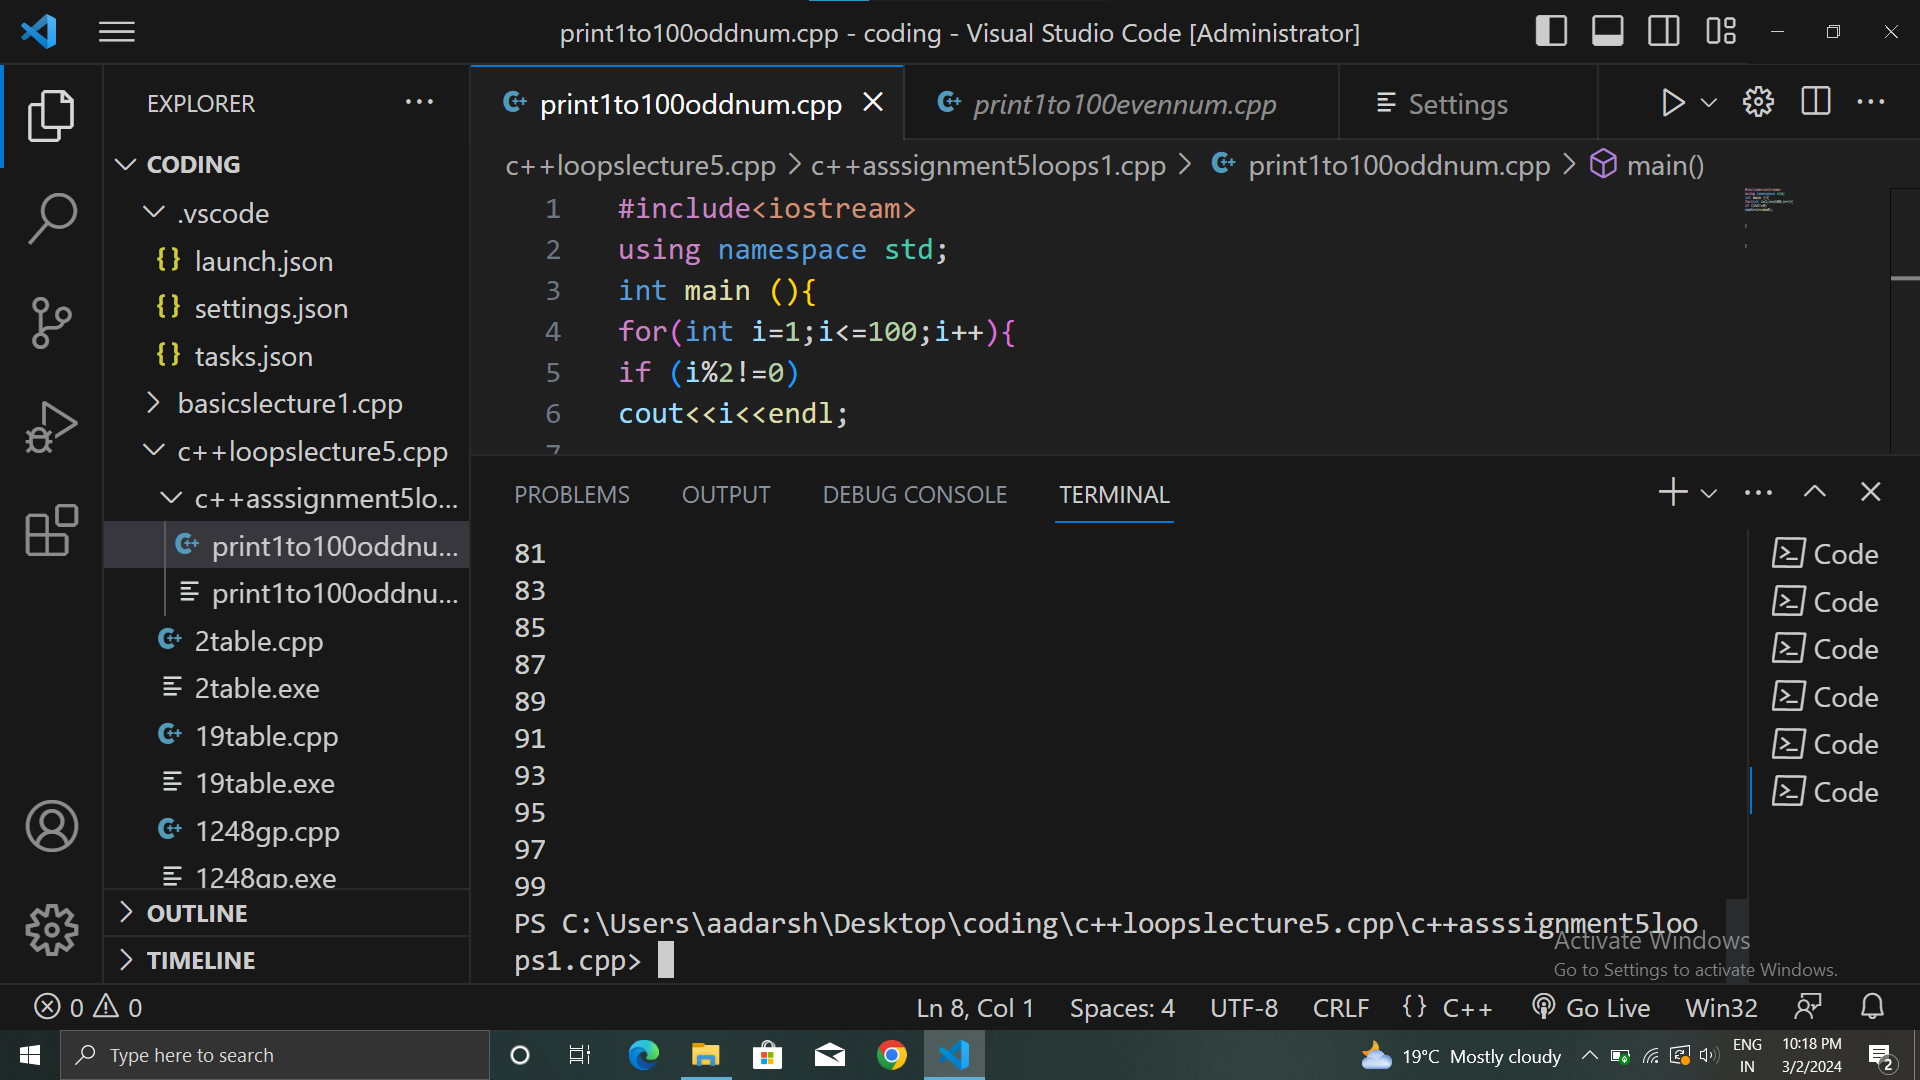 print1to100oddnum.cpp - coding - Visual Studio Code [Administrator]
EXPLORER
CODING
.vscode
{} launch.json
{} settings.json
{} tasks.json
basicslecture1.cpp
c++loopslecture5.cpp
c++asssignment5lo...
print1to100oddnu...
print1to100oddnu...
2table.cpp
2table.exe
19table.cpp
19table.exe
1248gp.cpp
1248gp.exe
OUTLINE
TIMELINE
print1to100oddnum.cpp
print1to100evennum.cpp
Settings
c++loopslecture5.cpp > c++asssignment5loops1.cpp > print1to100oddnum.cpp > main()
1 #include<iostream>
2 using namespace std;
3 int main (){
4 for(int i=1;i<=100;i++){
5 if (i%2!=0)
6 cout<<i<<endl;
7
PROBLEMS OUTPUT DEBUG CONSOLE TERMINAL
81
83
85
87
89
91
93
95
97
99
PS C:\Users\aadarsh\Desktop\coding\c++loopslecture5.cpp\c++asssignment5loo
ps1.cpp>
Code
Code
Code
Code
Code
Code
Activate Windows
Go to Settings to activate Windows.
0 0
Ln 8, Col 1 Spaces: 4 UTF-8 CRLF {} C++ Go Live Win32
Type here to search
19°C Mostly cloudy
ENG
IN
10:18 PM
3/2/2024
2